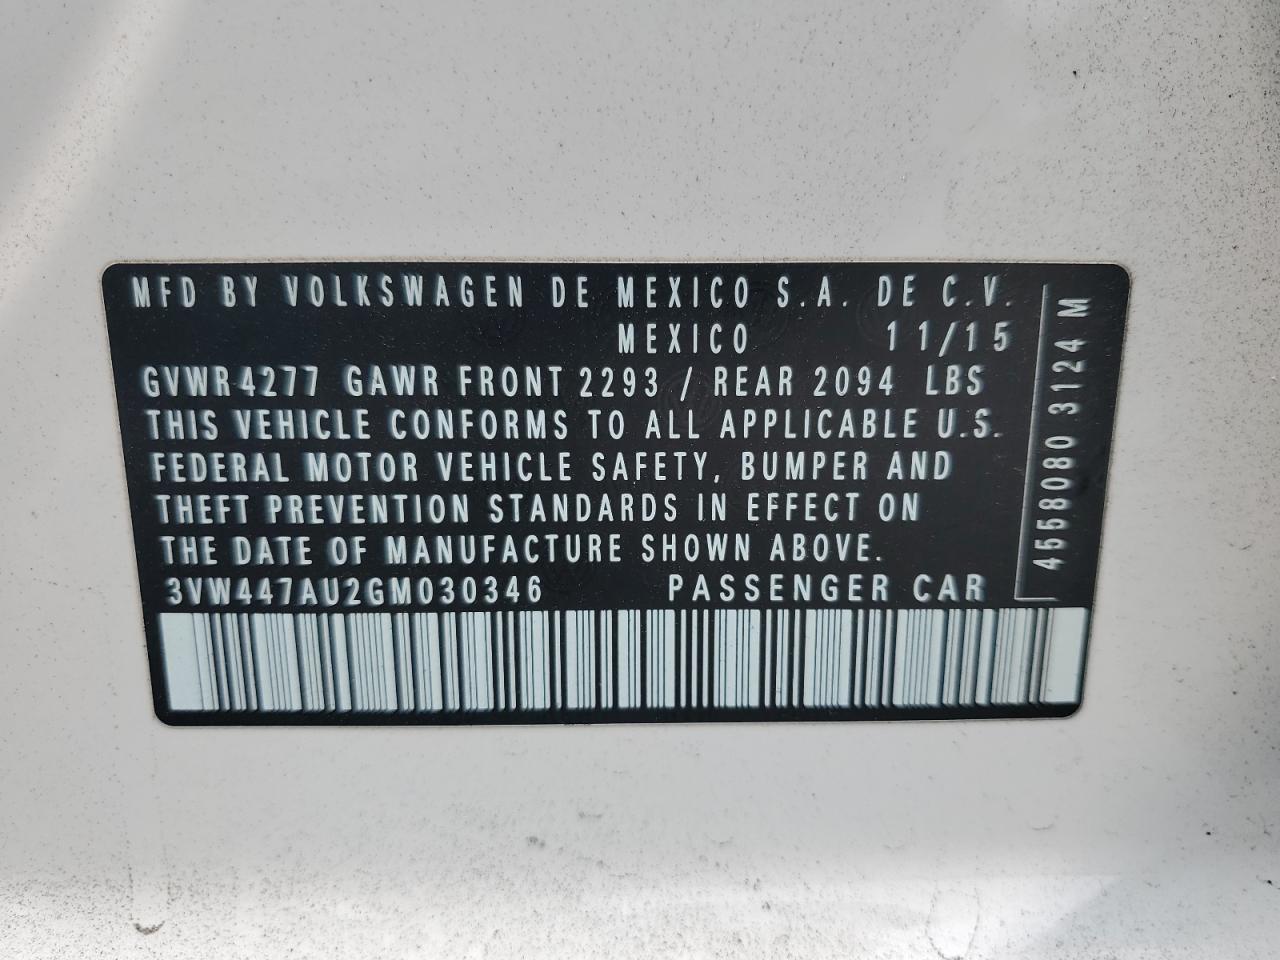 MFD BY VOLKSWAGEN DE MEXICO S.A. DE C.V.
MEXICO 11/15
GVWR 4277 GAWR FRONT 2293 / REAR 2094 LBS
THIS VEHICLE CONFORMS TO ALL APPLICABLE U.S.
FEDERAL MOTOR VEHICLE SAFETY, BUMPER AND
THEFT PREVENTION STANDARDS IN EFFECT ON
THE DATE OF MANUFACTURE SHOWN ABOVE.
3VW447AU2GM030346 PASSENGER CAR
4558080 3124 M